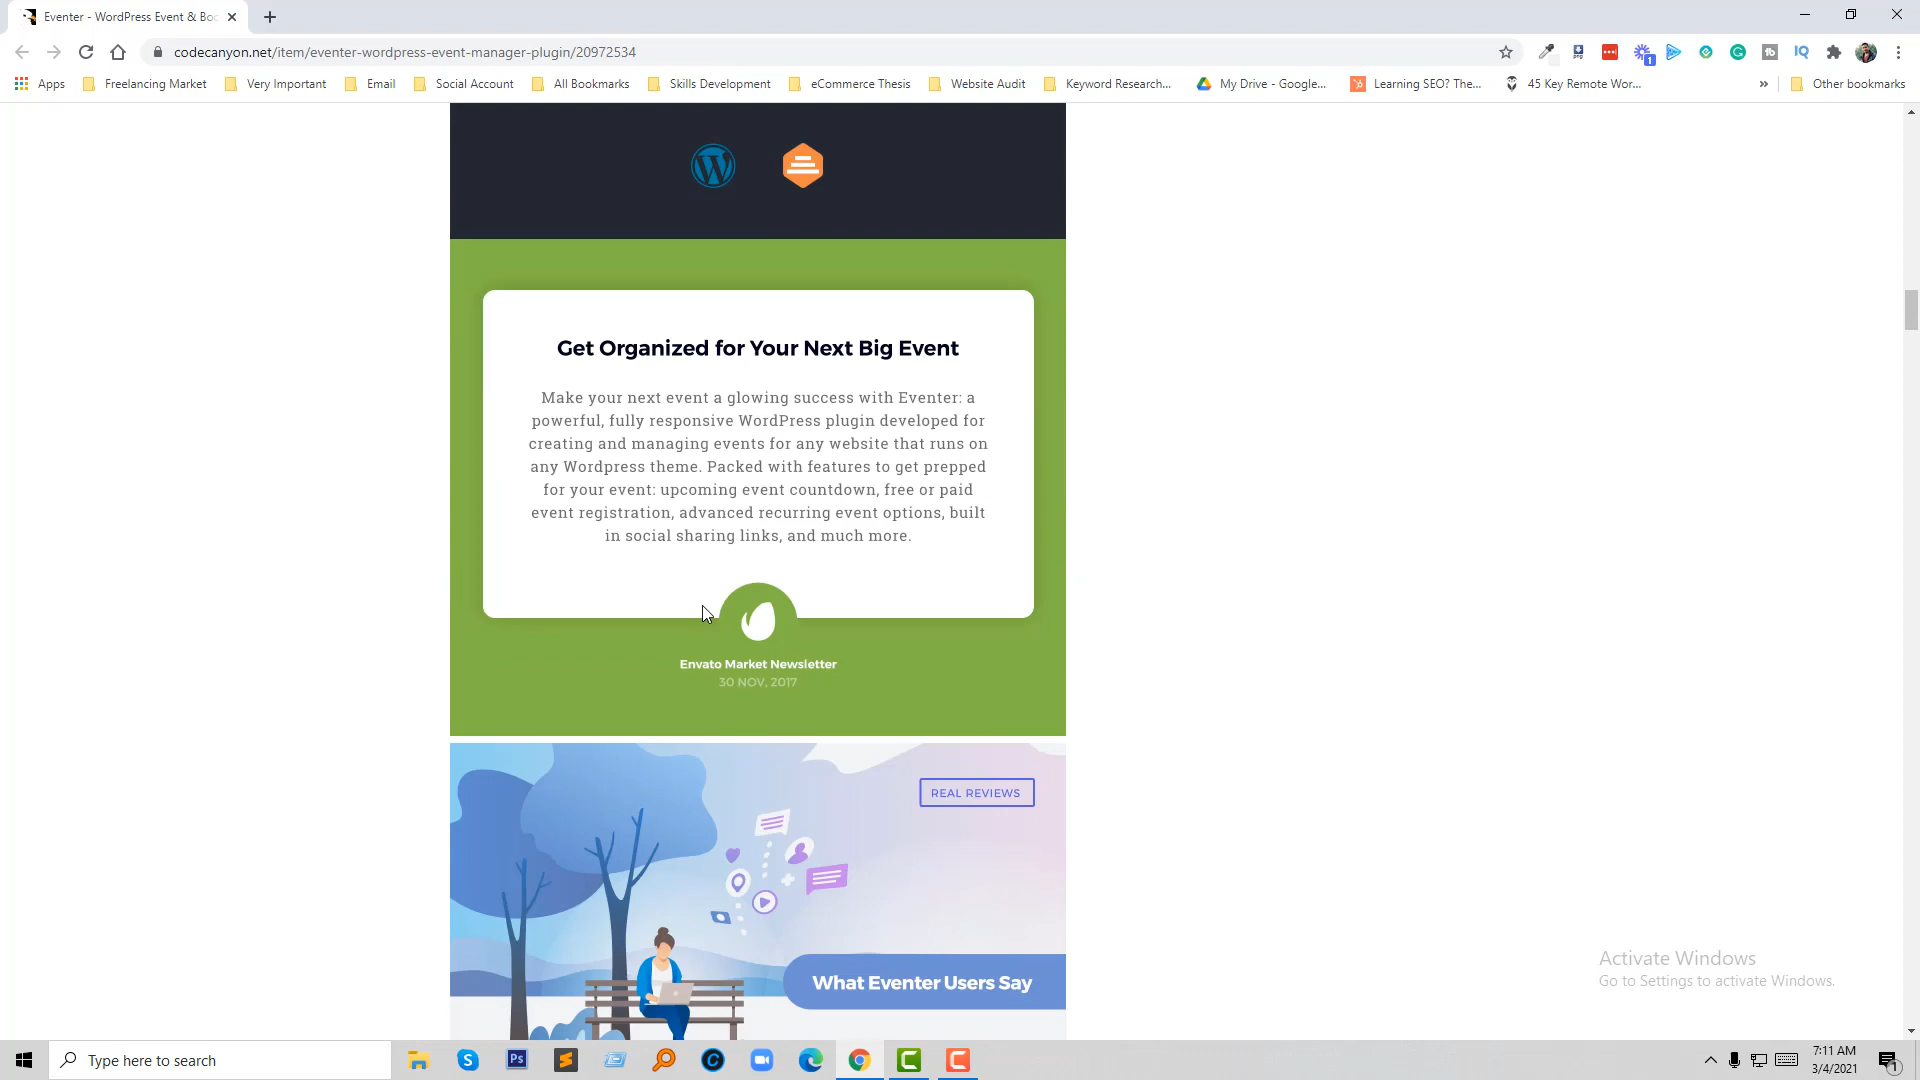 Eventer - WordPress Event & Boo
codecanyon.net/item/eventer-wordpress-event-manager-plugin/20972534
Apps
Freelancing Market
Very Important
Email
Social Account
All Bookmarks
Skills Development
eCommerce Thesis
Website Audit
Keyword Research...
My Drive - Google...
Learning SEO? The...
45 Key Remote Wor...
»
Other bookmarks
Get Organized for Your Next Big Event
Make your next event a glowing success with Eventer: a
powerful, fully responsive WordPress plugin developed for
creating and managing events for any website that runs on
any Wordpress theme. Packed with features to get prepped
for your event: upcoming event countdown, free or paid
event registration, advanced recurring event options, built
in social sharing links, and much more.
Envato Market Newsletter
30 NOV, 2017
REAL REVIEWS
What Eventer Users Say
Activate Windows
Go to Settings to activate Windows.
Type here to search
7:11 AM
3/4/2021